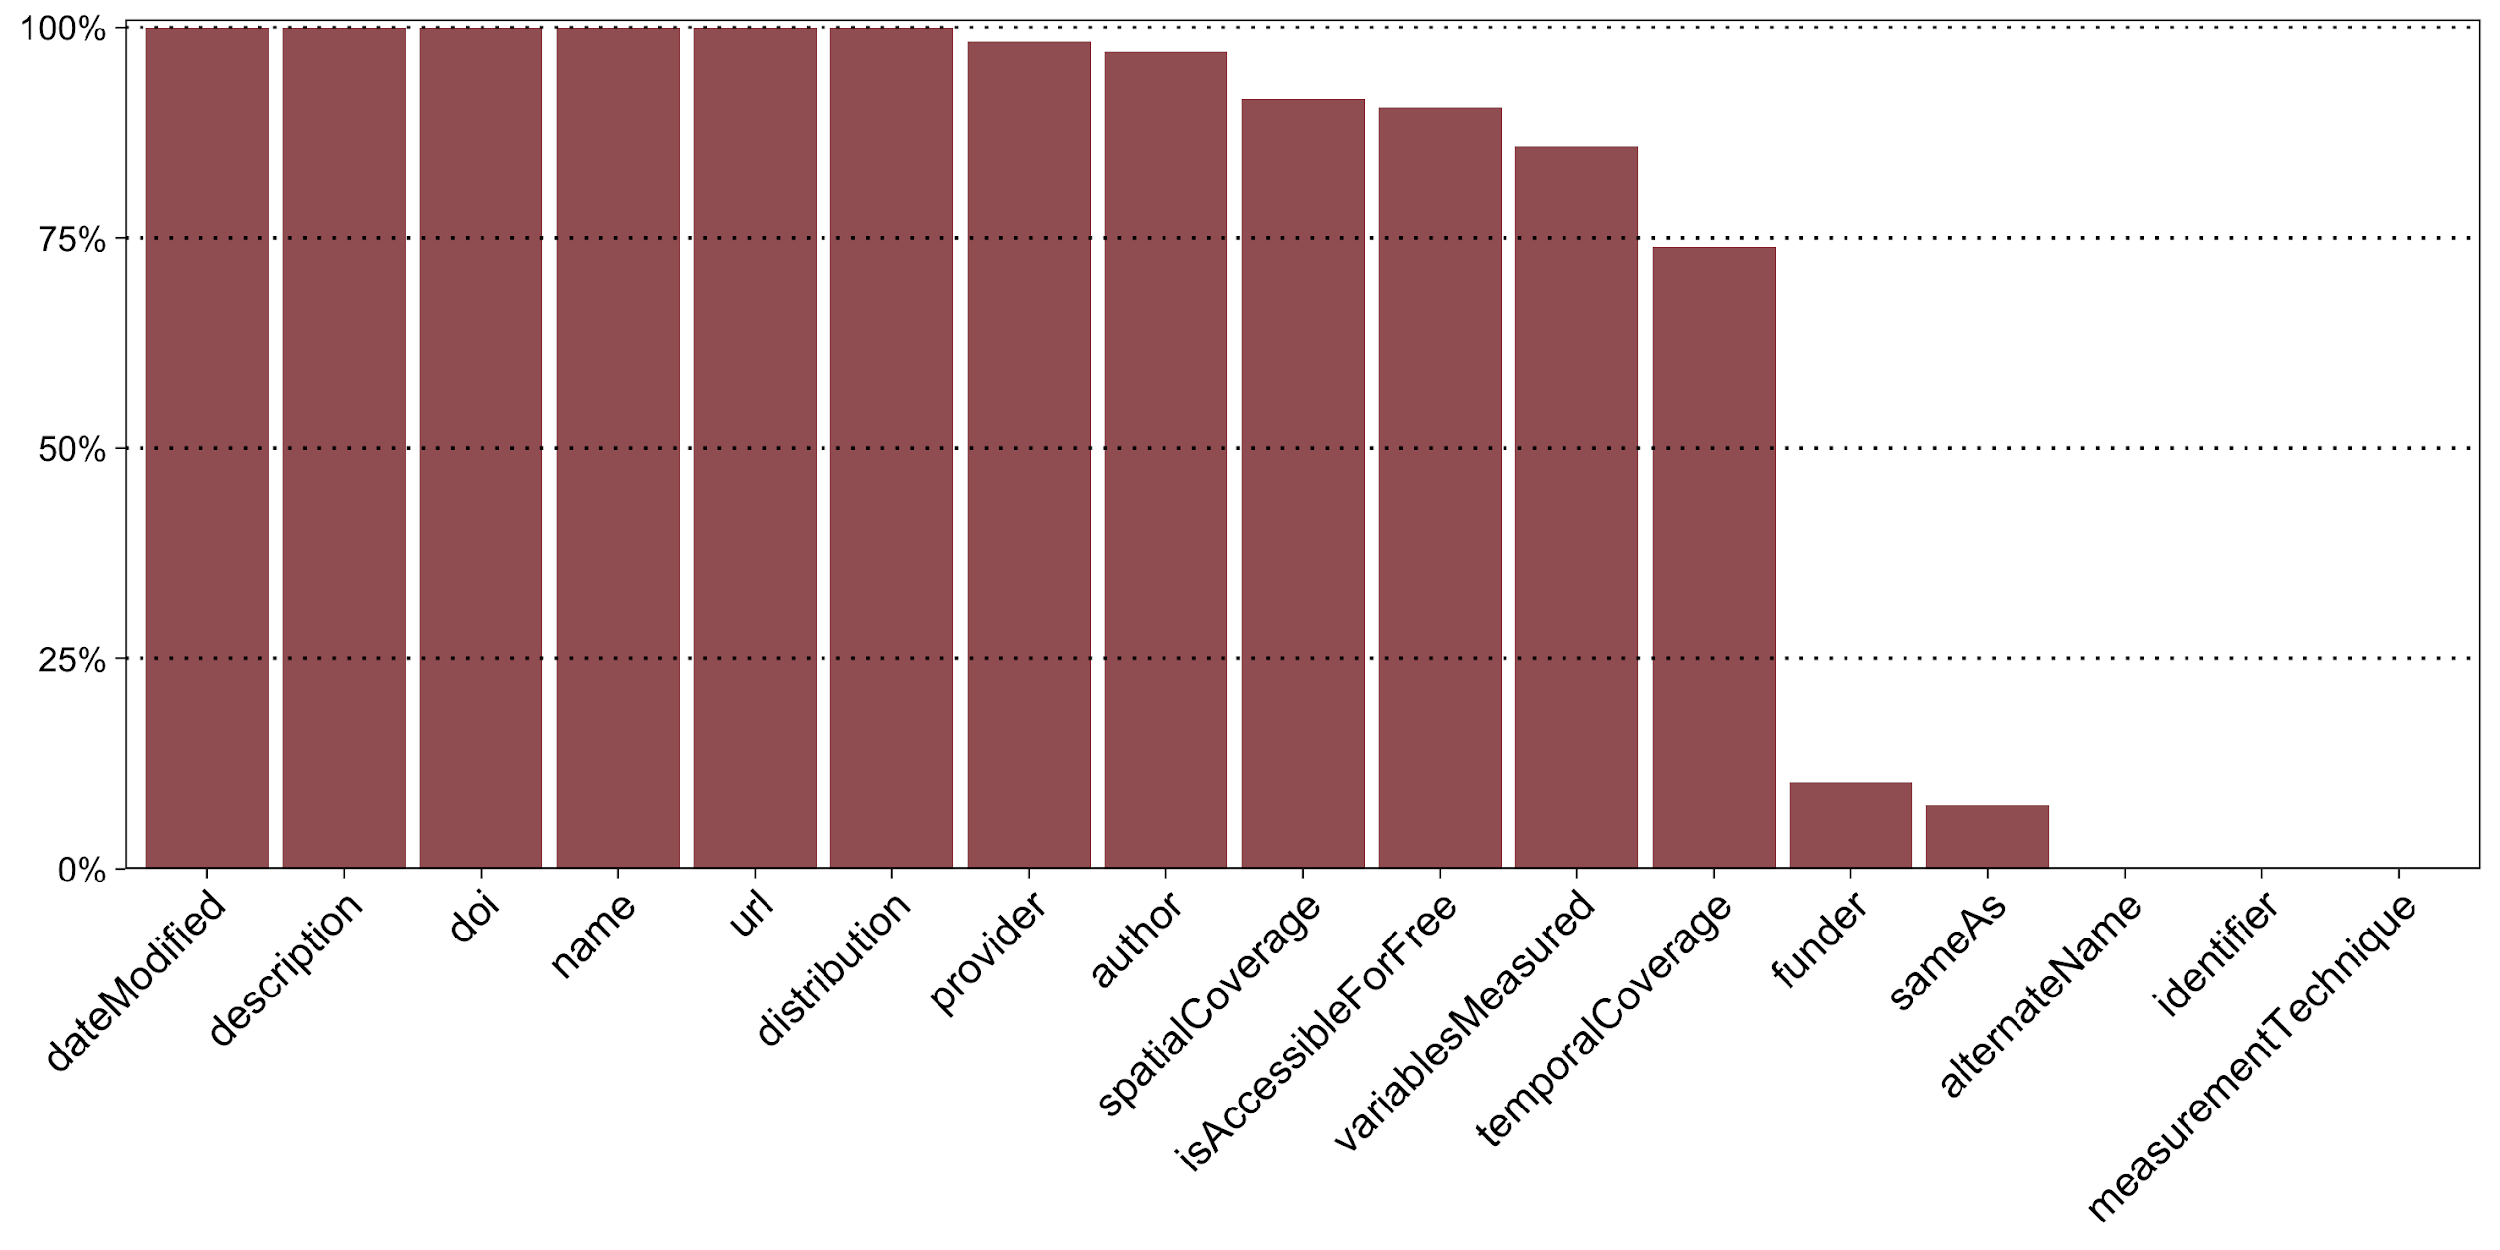 100%
75%
50%
25%
0%
dateModified
description
doi
name
url
distribution
provider
author
spatialCoverage
isAccessibleForFree
variablesMeasured
temporalCoverage
funder
sameAs
alternateName
identifier
measurementTechnique